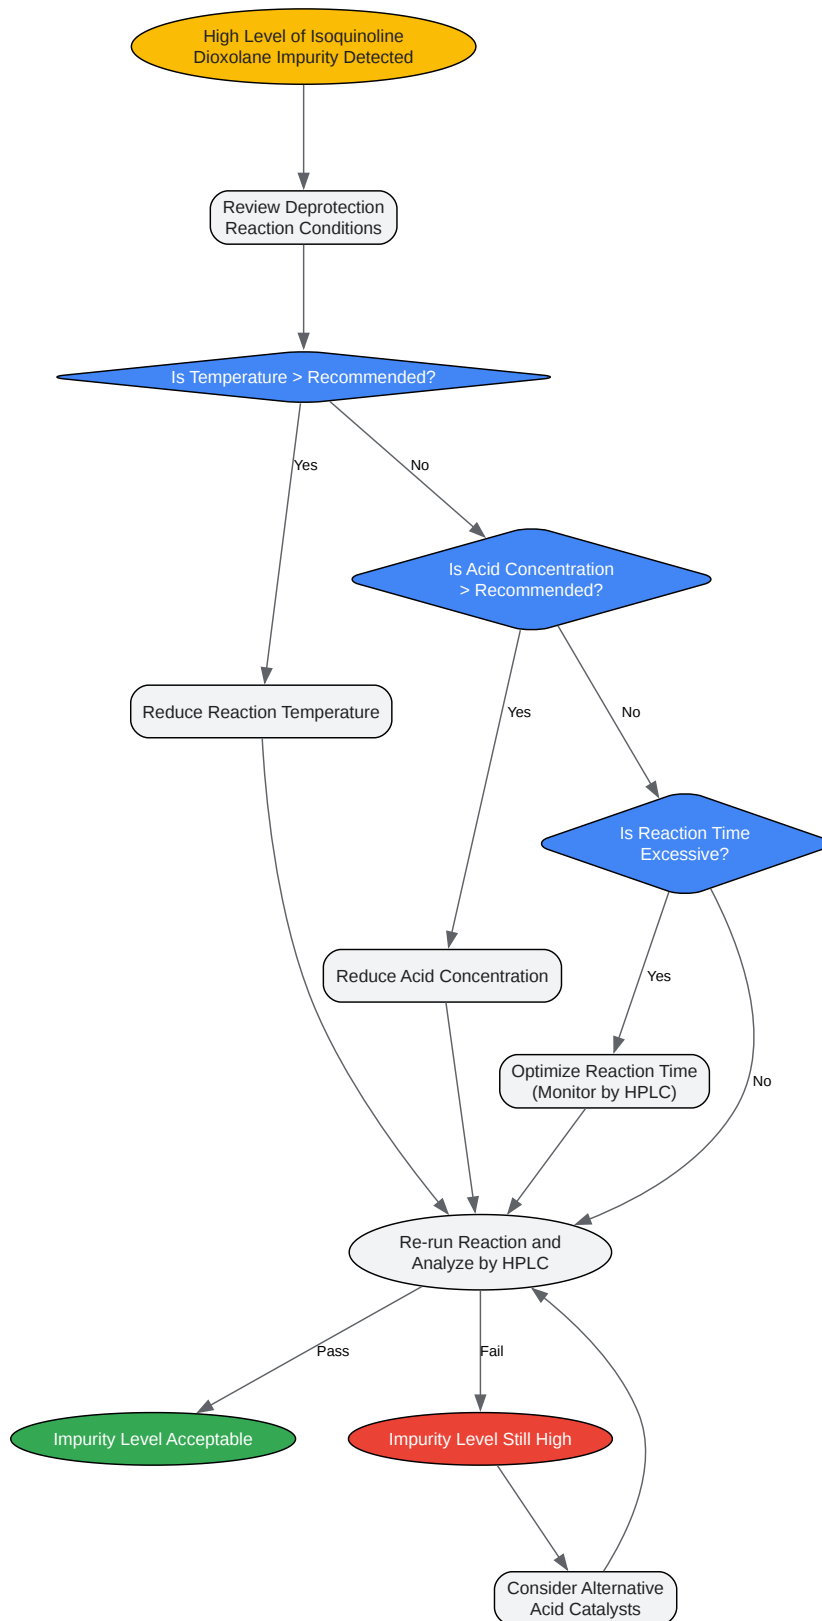 High Level of Isoquinoline
Dioxolane Impurity Detected
Review Deprotection
Reaction Conditions
Is Temperature > Recommended?
Yes
No
Is Acid Concentration
> Recommended?
Reduce Reaction Temperature
Yes
No
Is Reaction Time
Excessive?
Reduce Acid Concentration
Yes
Optimize Reaction Time
(Monitor by HPLC)
No
Re-run Reaction and
Analyze by HPLC
Pass
Fail
Impurity Level Acceptable
Impurity Level Still High
Consider Alternative
Acid Catalysts